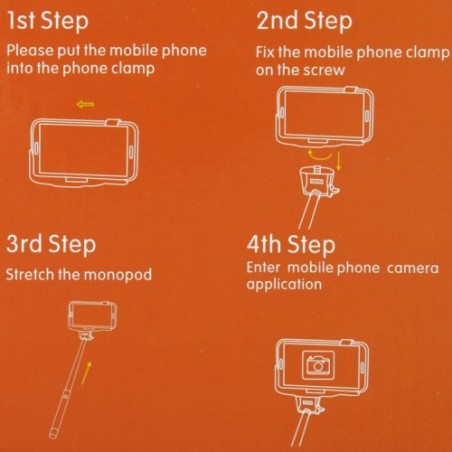 1st Step
Please put the mobile phone
into the phone clamp
2nd Step
Fix the mobile phone clamp
on the screw
3rd Step
Stretch the monopod
4th Step
Enter mobile phone camera
application